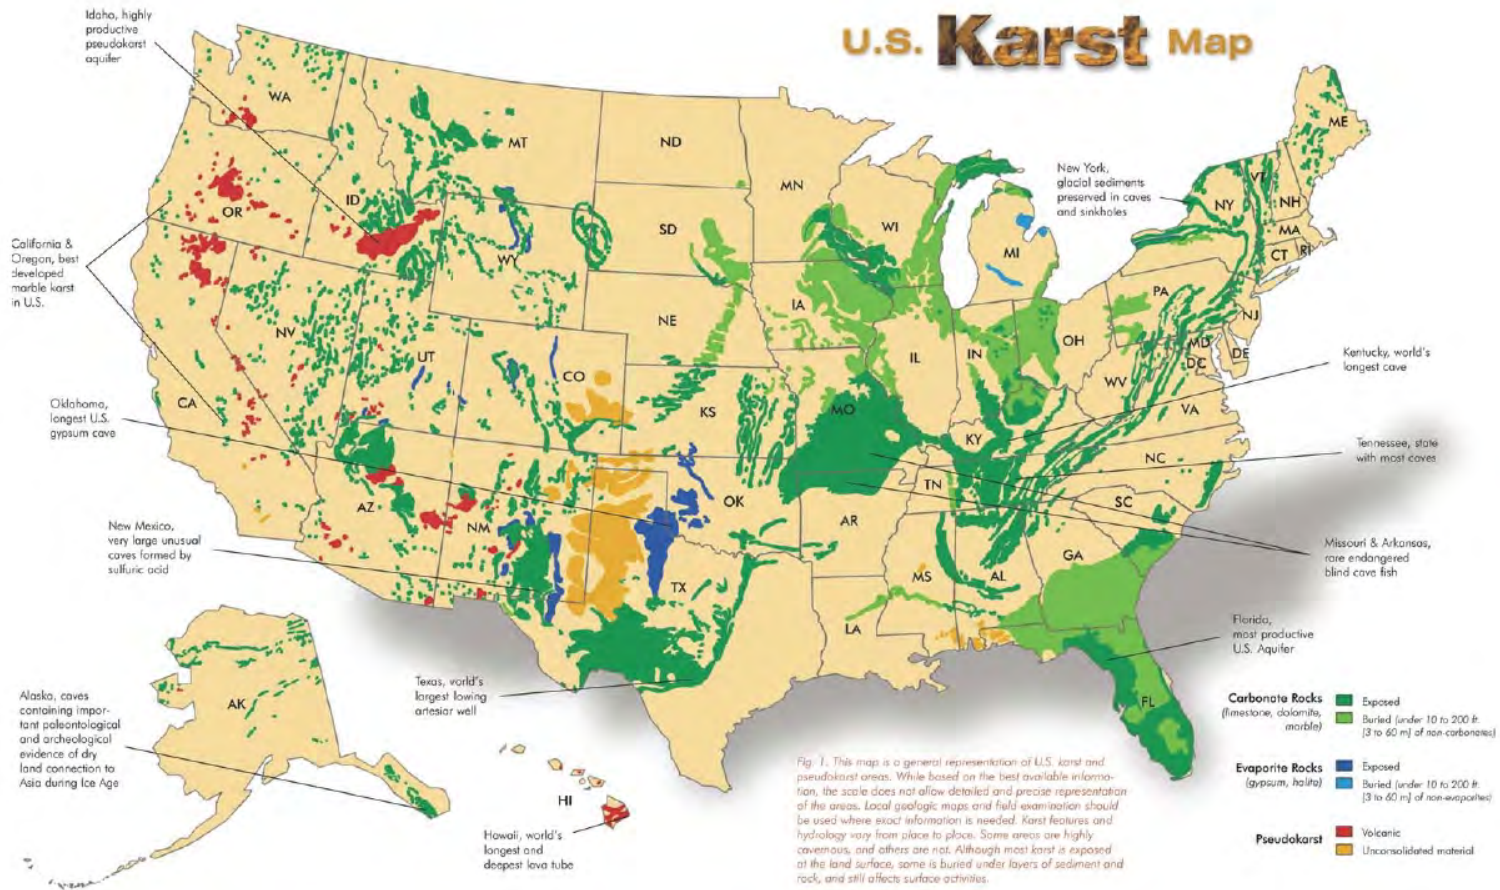 U.S. Karst Map
Idaho, highly
productive
pseudokarst
aquifer
California &
Oregon, best
developed
marble karst
in U.S.
Oklahoma,
longest U.S.
gypsum cave
New Mexico,
very large unusual
caves formed by
sulfuric acid
Alaska, caves
containing impor-
tant paleontological
and archeological
evidence of dry
land connection to
Asia during Ice Age
Texas, world's
largest lowing
artesiar well
Hawaii, world's
longest and
deepest lava tube
New York,
glacial sediments
preserved in caves
and sinkholes
Kentucky, world's
longest cave
Tennessee, state
with most caves
Missouri & Arkansas,
rare endangered
blind cave fish
Florida,
most productive
U.S. Aquifer
WA
OR
CA
ID
NV
MT
WY
UT
AZ
CO
NM
ND
SD
NE
KS
OK
TX
MN
IA
MO
AR
LA
WI
IL
MI
IN
OH
KY
TN
MS
AL
GA
FL
SC
NC
VA
WV
PA
NY
VT
NH
ME
MA
CT
RI
NJ
DE
MD
DC
AK
HI
Carbonate Rocks
(limestone, dolomite,
marble)
Exposed
Buried (under 10 to 200 ft.
[3 to 60 m] of non-carbonates)
Evaporite Rocks
(gypsum, halite)
Exposed
Buried (under 10 to 200 ft.
[3 to 60 m] of non-evaporites)
Pseudokarst
Volcanic
Unconsolidated material
Fig. 1. This map is a general representation of U.S. karst and
pseudokarst areas. While based on the best available informa-
tion, the scale does not allow detailed and precise representation
of the areas. Local geologic maps and field examination should
be used where exact information is needed. Karst features and
hydrology vary from place to place. Some areas are highly
cavernous, and others are not. Although most karst is exposed
at the land surface, some is buried under layers of sediment and
rock, and still affects surface activities.